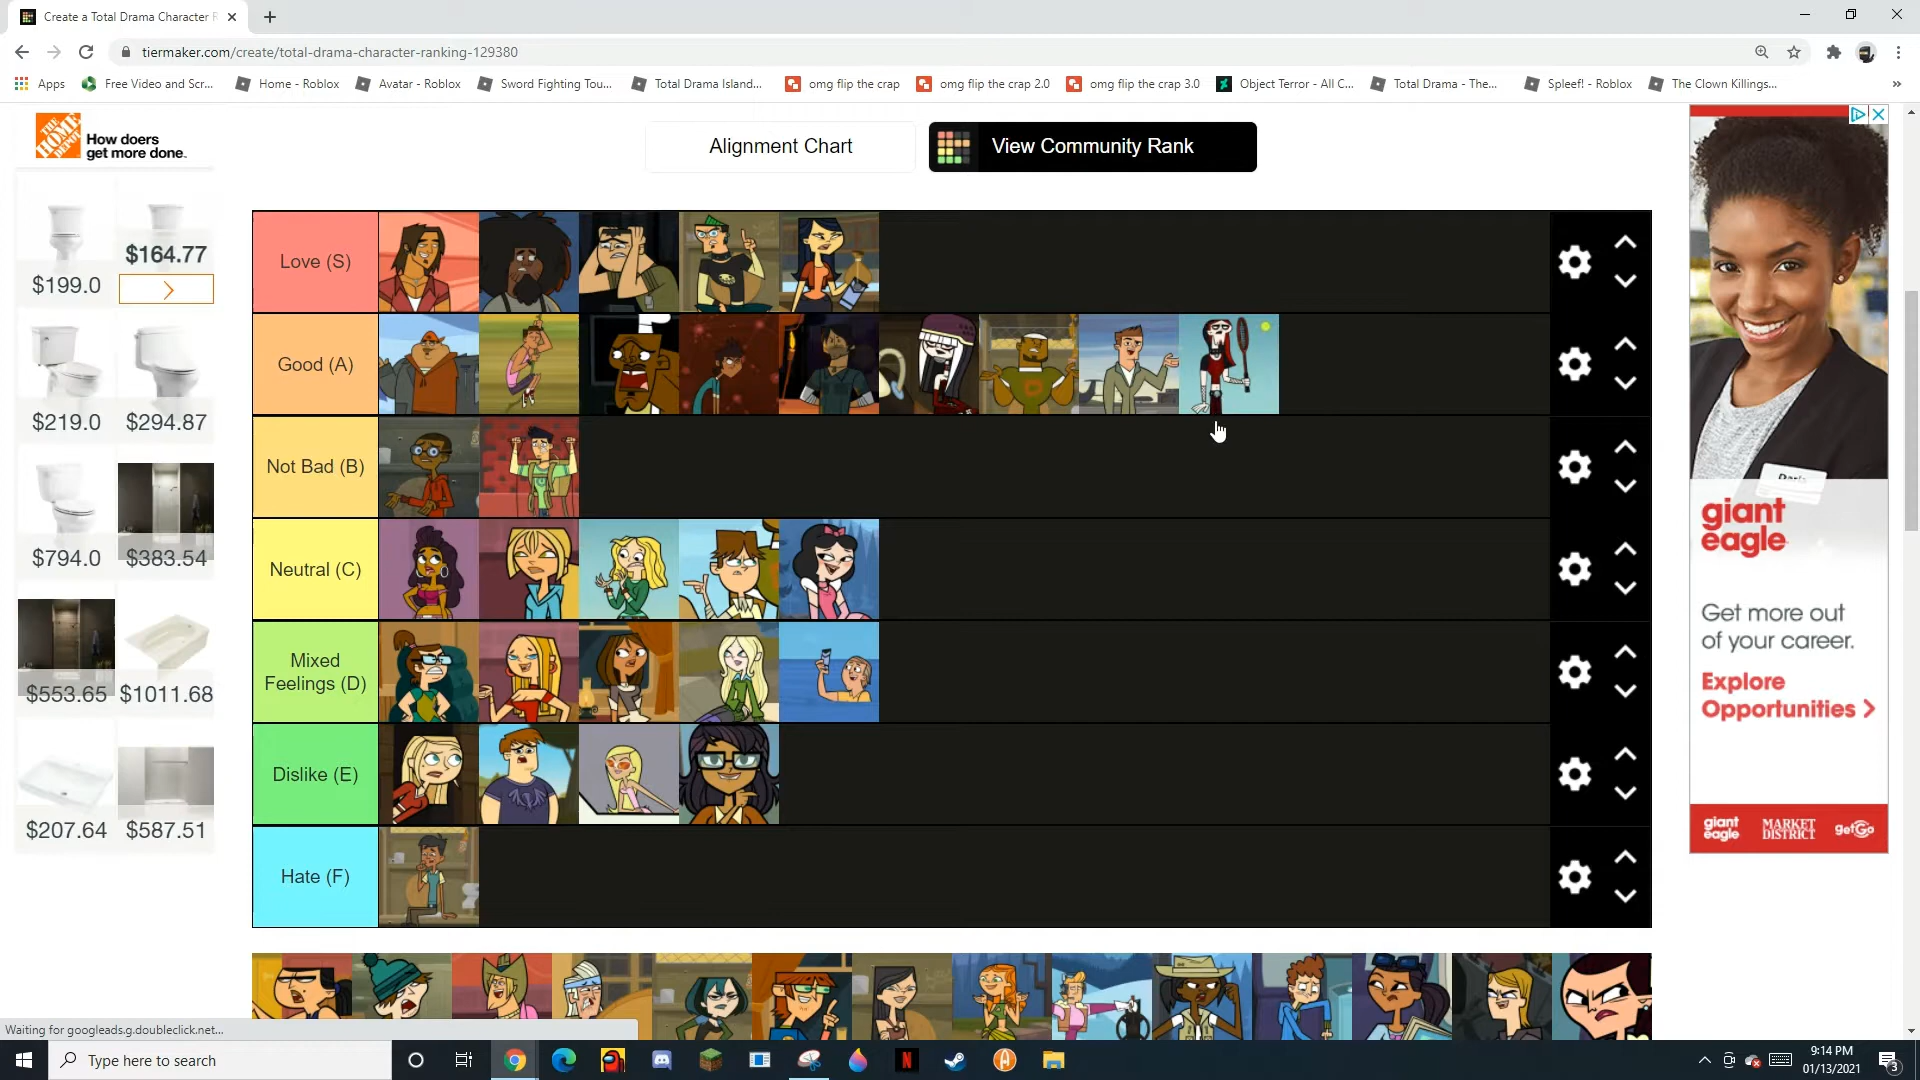 Create a Total Drama Character R
tiermaker.com/create/total-drama-character-ranking-129380
Apps
Free Video and Scr...
Home - Roblox
Avatar - Roblox
Sword Fighting Tou...
Total Drama Island...
omg flip the crap
omg flip the crap 2.0
omg flip the crap 3.0
Object Terror - All C...
Total Drama - The...
Spleef! - Roblox
The Clown Killings...
»
THE HOME DEPOT
How doers
get more done.
$164.77
$199.0
$219.0
$294.87
$794.0
$383.54
$553.65
$1011.68
$207.64
$587.51
Alignment Chart
View Community Rank
Love (S)
Good (A)
Not Bad (B)
Neutral (C)
Mixed
Feelings (D)
Dislike (E)
Hate (F)
giant
eagle
Get more out
of your career.
Explore
Opportunities >
giant
eagle
MARKET
DISTRICT
getGo
Waiting for googleads.g.doubleclick.net...
Type here to search
9:14 PM
01/13/2021
3